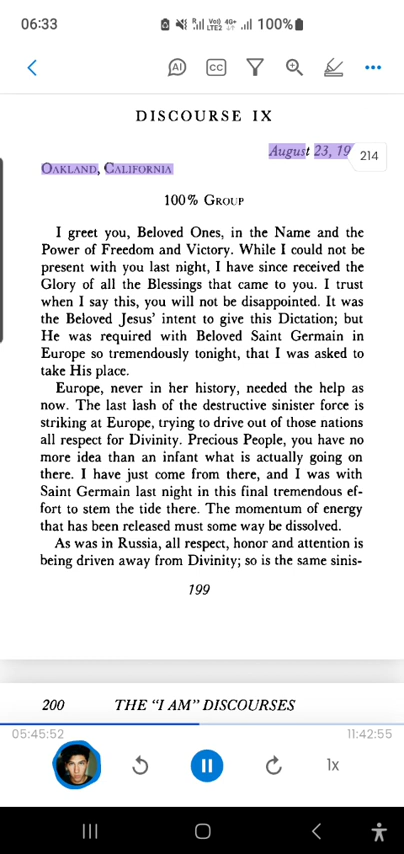 06:33
100%
AI
CC
DISCOURSE IX
August 23, 19
214
OAKLAND, CALIFORNIA
100% GROUP
I greet you, Beloved Ones, in the Name and the
Power of Freedom and Victory. While I could not be
present with you last night, I have since received the
Glory of all the Blessings that came to you. I trust
when I say this, you will not be disappointed. It was
the Beloved Jesus' intent to give this Dictation; but
He was required with Beloved Saint Germain in
Europe so tremendously tonight, that I was asked to
take His place.
Europe, never in her history, needed the help as
now. The last lash of the destructive sinister force is
striking at Europe, trying to drive out of those nations
all respect for Divinity. Precious People, you have no
more idea than an infant what is actually going on
there. I have just come from there, and I was with
Saint Germain last night in this final tremendous ef-
fort to stem the tide there. The momentum of energy
that has been released must some way be dissolved.
As was in Russia, all respect, honor and attention is
being driven away from Divinity; so is the same sinis-
199
200 THE “I AM” DISCOURSES
05:45:52 11:42:55
1x